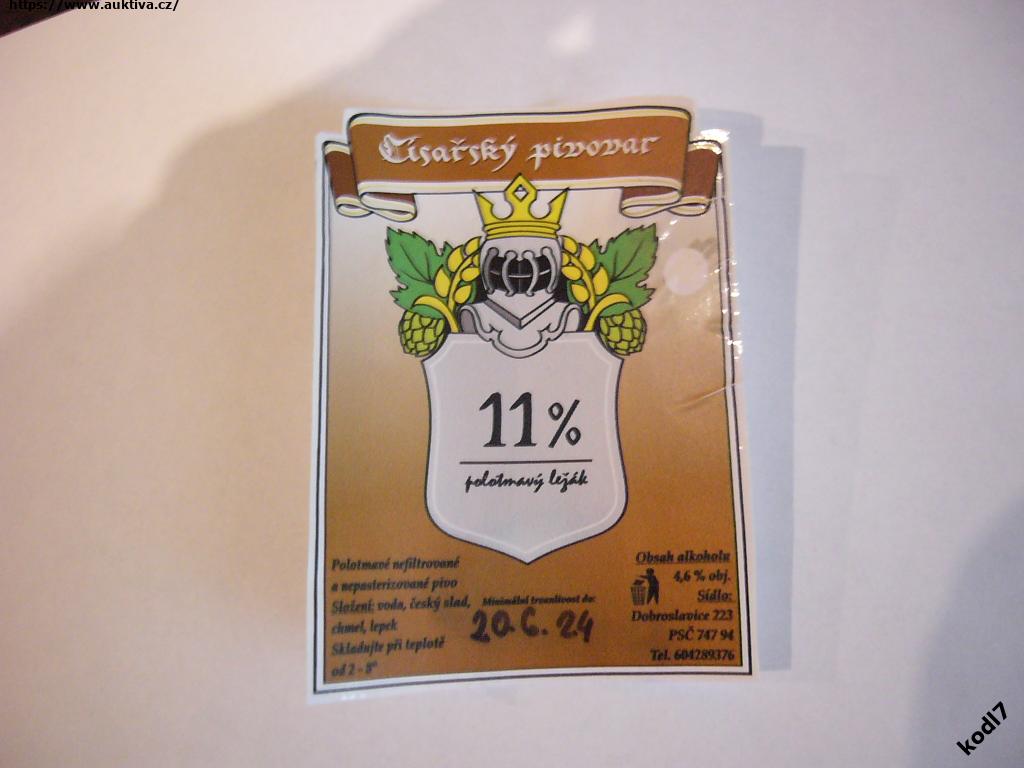 https://www.auktiva.cz/
Císařský pivovar
11%
polotmavý ležák
Polotmavé nefiltrované
a nepasterizované pivo
Složení: voda, český slad,
chmel, lepek
Skladujte při teplotě
od 2 - 8°
Minimální trvanlivost do:
20.6. 24
Obsah alkoholu
4,6 % obj.
Sídlo:
Dobroslavice 223
PSČ 747 94
Tel. 604289376
kodl7